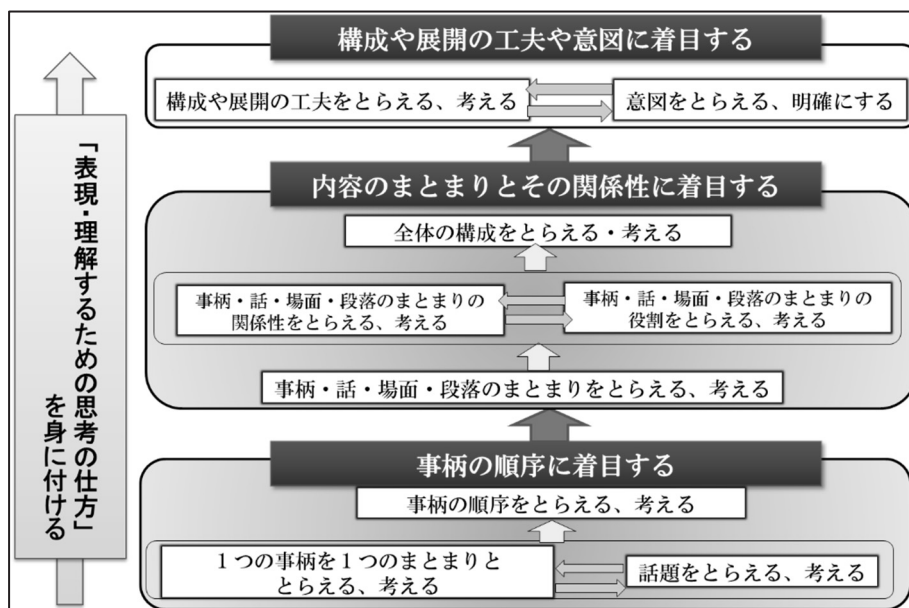 構成や展開の工夫や意図に着目する
構成や展開の工夫をとらえる、考える
意図をとらえる、明確にする
内容のまとまりとその関係性に着目する
全体の構成をとらえる・考える
事柄・話・場面・段落のまとまりの
関係性をとらえる、考える
事柄・話・場面・段落のまとまりの
役割をとらえる、考える
事柄・話・場面・段落のまとまりをとらえる、考える
事柄の順序に着目する
事柄の順序をとらえる、考える
1つの事柄を1つのまとまりと
とらえる、考える
話題をとらえる、考える
「表現・理解するための思考の仕方」
を身に付ける